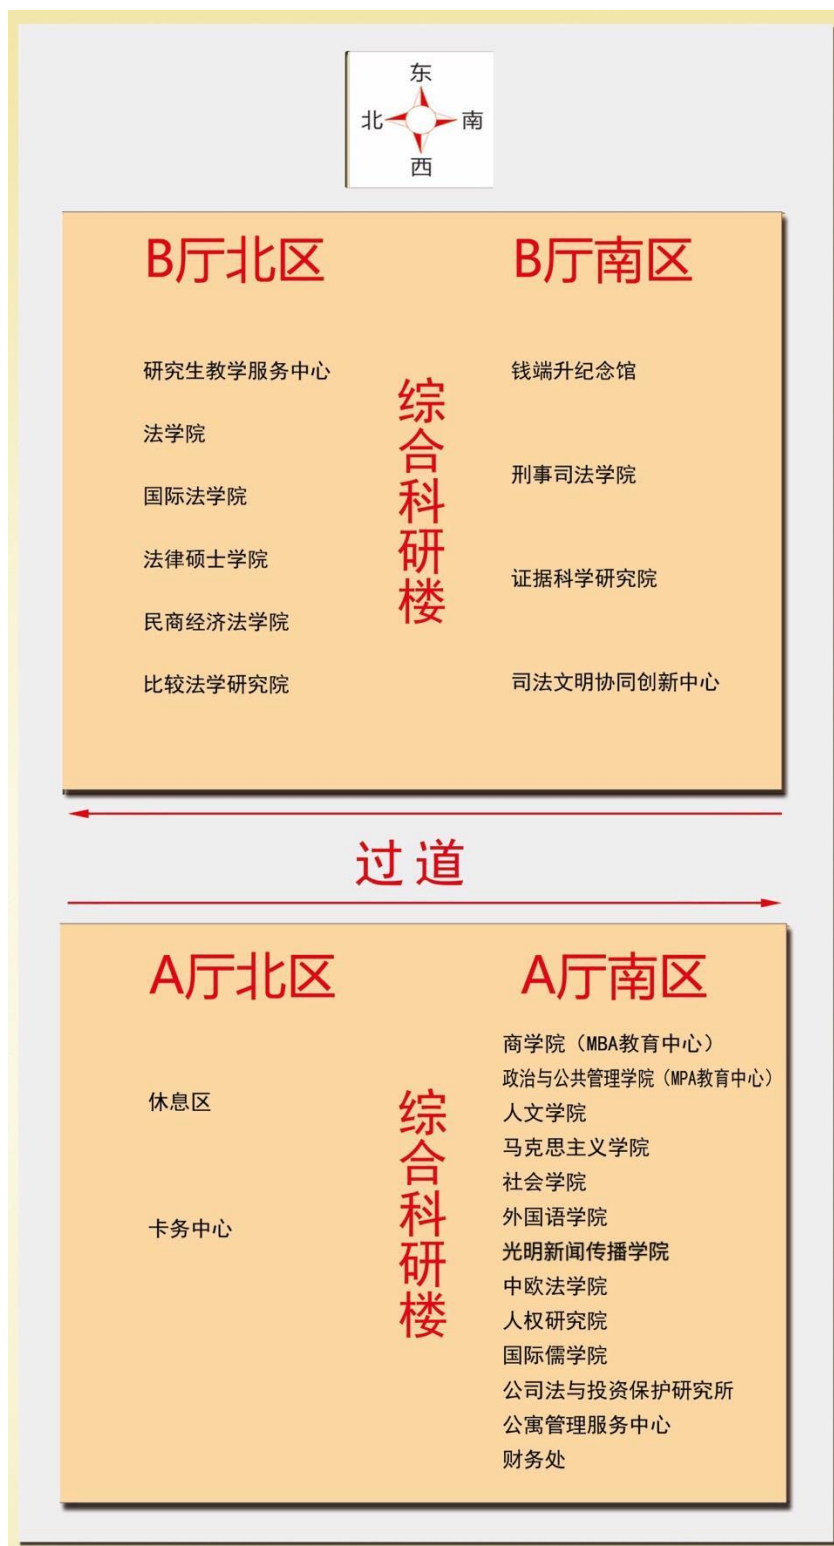 东
北 南
西
B厅北区
研究生教学服务中心
法学院
国际法学院
法律硕士学院
民商经济法学院
比较法学研究院
综合科研楼
B厅南区
钱端升纪念馆
刑事司法学院
证据科学研究院
司法文明协同创新中心
过道
A厅北区
休息区
卡务中心
综合科研楼
A厅南区
商学院（MBA教育中心）
政治与公共管理学院（MPA教育中心）
人文学院
马克思主义学院
社会学院
外国语学院
光明新闻传播学院
中欧法学院
人权研究院
国际儒学院
公司法与投资保护研究所
公寓管理服务中心
财务处